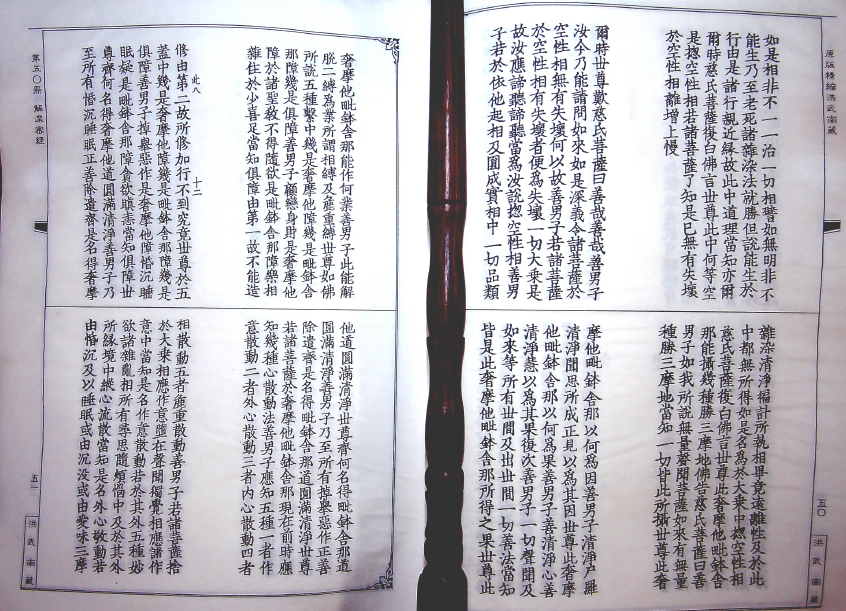 原版精縮洪武南藏
如是相非不一一治一切相譬如無明非不
能生乃至老死諸雜染法就勝但說能生於
行由是諸行親近緣故此中道理當知亦爾
爾時慈氏菩薩復白佛言世尊此中何等空
是揔空性相若諸菩薩了知是已無有失壞
於空性相離增上慢
爾時世尊歎慈氏菩薩曰善哉善哉善男子
汝今乃能請問如來如是深義令諸菩薩於
空性相無有失壞何以故善男子若諸菩薩
於空性相有失壞者便為失壞一切大乘是
故汝應諦聽諦聽當為汝說揔空性相善男
子若於依他起相及圓成實相中一切品類
雜染清淨徧計所執相畢竟遠離性及於此
中都無所得如是名為於大乘中揔空性相
慈氏菩薩復白佛言世尊此奢摩他毗鉢舍
那能攝幾種勝三摩地佛告慈氏菩薩曰善
男子如我所說無量聲聞菩薩如來有無量
種勝三摩地當知一切皆此所攝世尊此奢
摩他毗鉢舍那以何為因善男子清淨尸羅
清淨聞思所成正見以為其因世尊此奢摩
他毗鉢舍那以何為果善男子善清淨心善
清淨慧以為其果復次善男子一切聲聞及
如來等所有世間及出世間一切善法當知
皆是此奢摩他毗鉢舍那所得之果世尊此
五〇
洪武南藏
奢摩他毗鉢舍那能作何業善男子此能解
脫二縛為業所謂相縛及麁重縛世尊如佛
所說五種繫中幾是奢摩他障幾是毗鉢舍
那障幾是俱障善男子顧戀身財是奢摩他
障於諸聖教不得隨欲是毗鉢舍那障樂相
雜住於少喜足當知俱障由第一故不能造
此八 十二
修由第二故所修加行不到究竟世尊於五
蓋中幾是奢摩他障幾是毗鉢舍那障幾是
俱障善男子掉舉惡作是奢摩他障惛沉睡
眠疑是毗鉢舍那障貪欲瞋恚當知俱障世
尊齊何名得奢摩他道圓滿清淨善男子乃
至所有惛沉睡眠正善除遣齊是名得奢摩
他道圓滿清淨世尊齊何名得毗鉢舍那道
圓滿清淨善男子乃至所有掉舉惡作正善
除遣齊是名得毗鉢舍那道圓滿清淨世尊
若諸菩薩於奢摩他毗鉢舍那現在前時應
知幾種心散動法善男子應知五種一者作
意散動二者外心散動三者內心散動四者
相散動五者麁重散動善男子若諸菩薩捨
於大乘相應作意墮在聲聞獨覺相應諸作
意中當知是名作意散動若於其外五種妙
欲諸雜亂相所有尋思隨煩惱中及於其外
所緣境中縱心流散當知是名外心散動若
由惛沉及以睡眠或由沉沒或由愛味三摩
第五〇冊 解深密經
五一
洪武南藏